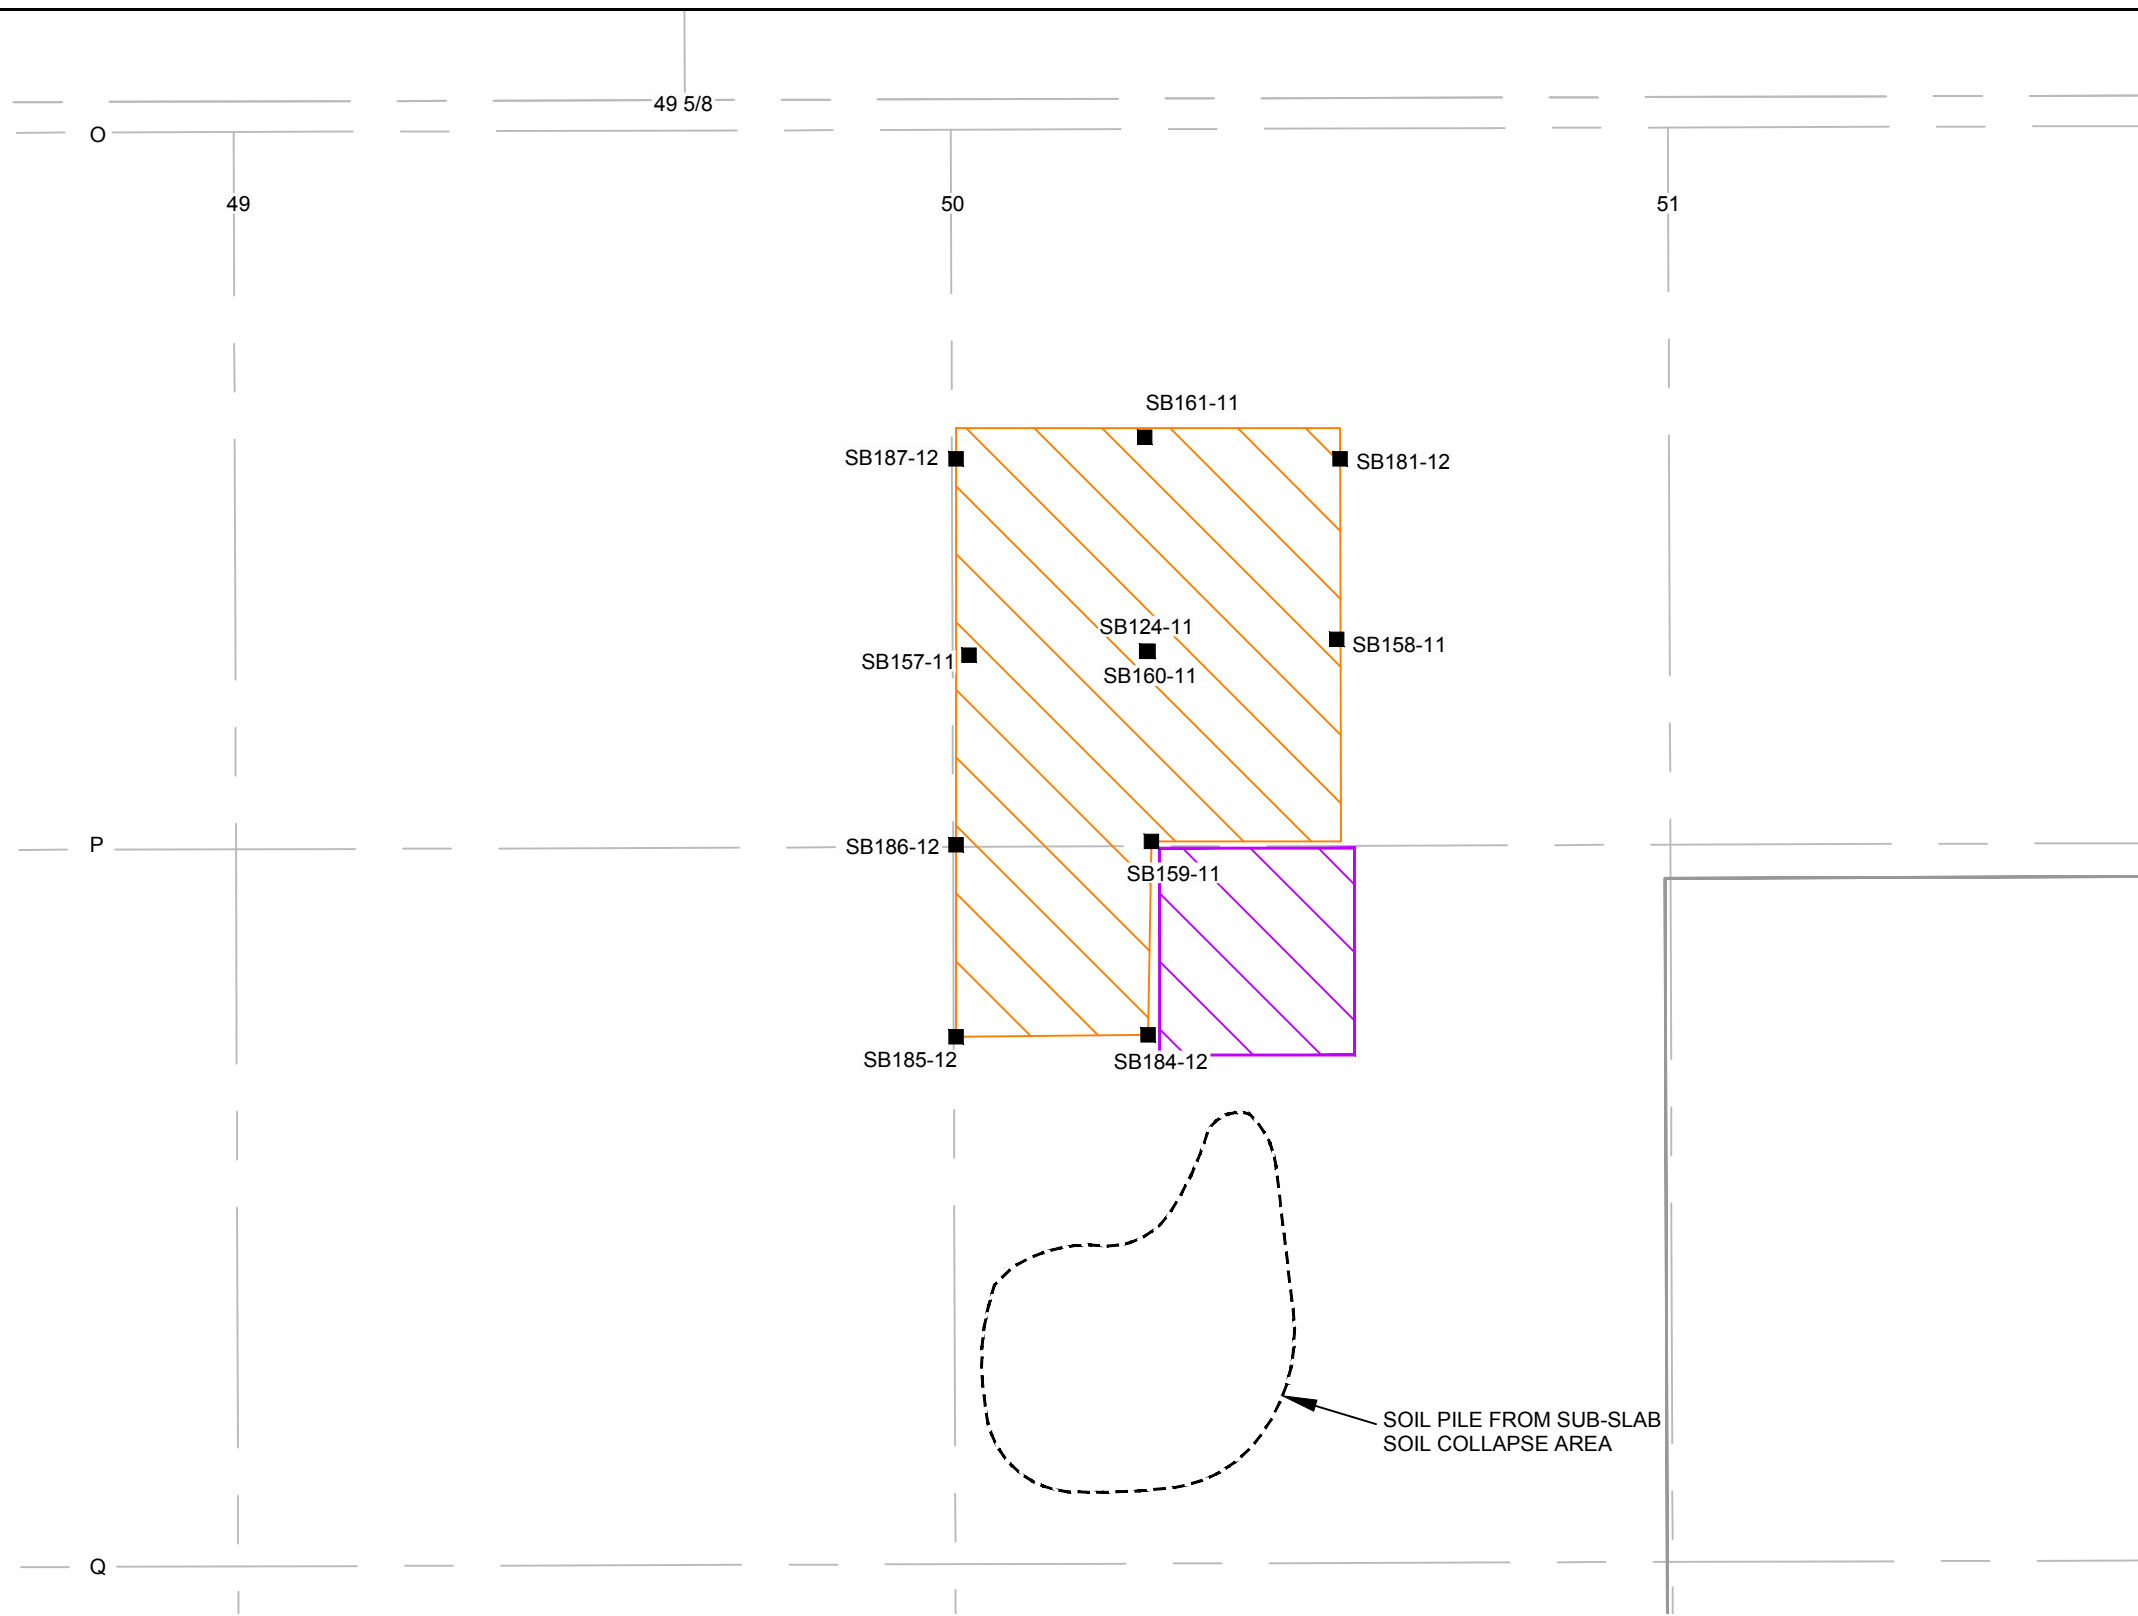 49 5/8
O
49
50
51
SB161-11
SB187-12
SB181-12
SB124-11
SB158-11
SB157-11
SB160-11
P
SB186-12
SB159-11
SB185-12
SB184-12
SOIL PILE FROM SUB-SLAB
SOIL COLLAPSE AREA
Q